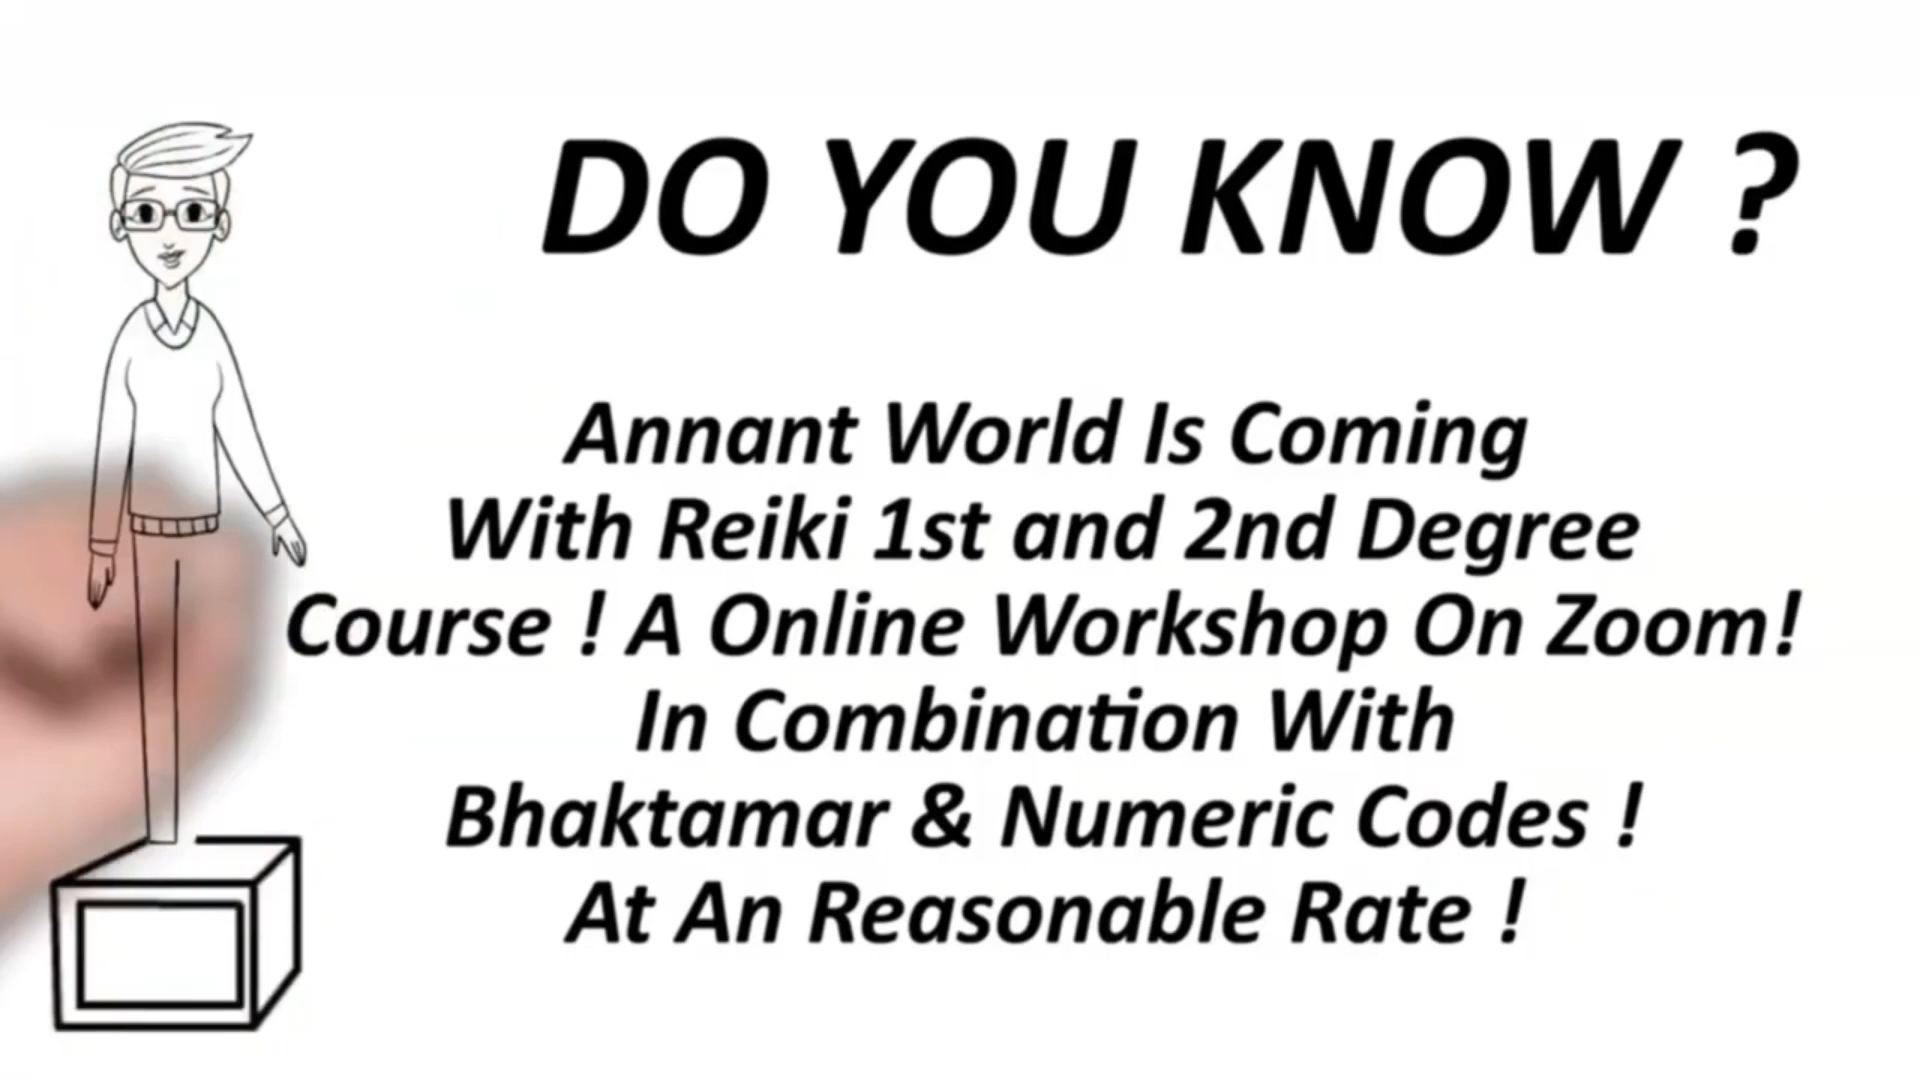 DO YOU KNOW ?
Annant World Is Coming
With Reiki 1st and 2nd Degree
Course ! A Online Workshop On Zoom!
In Combination With
Bhaktamar & Numeric Codes !
At An Reasonable Rate !